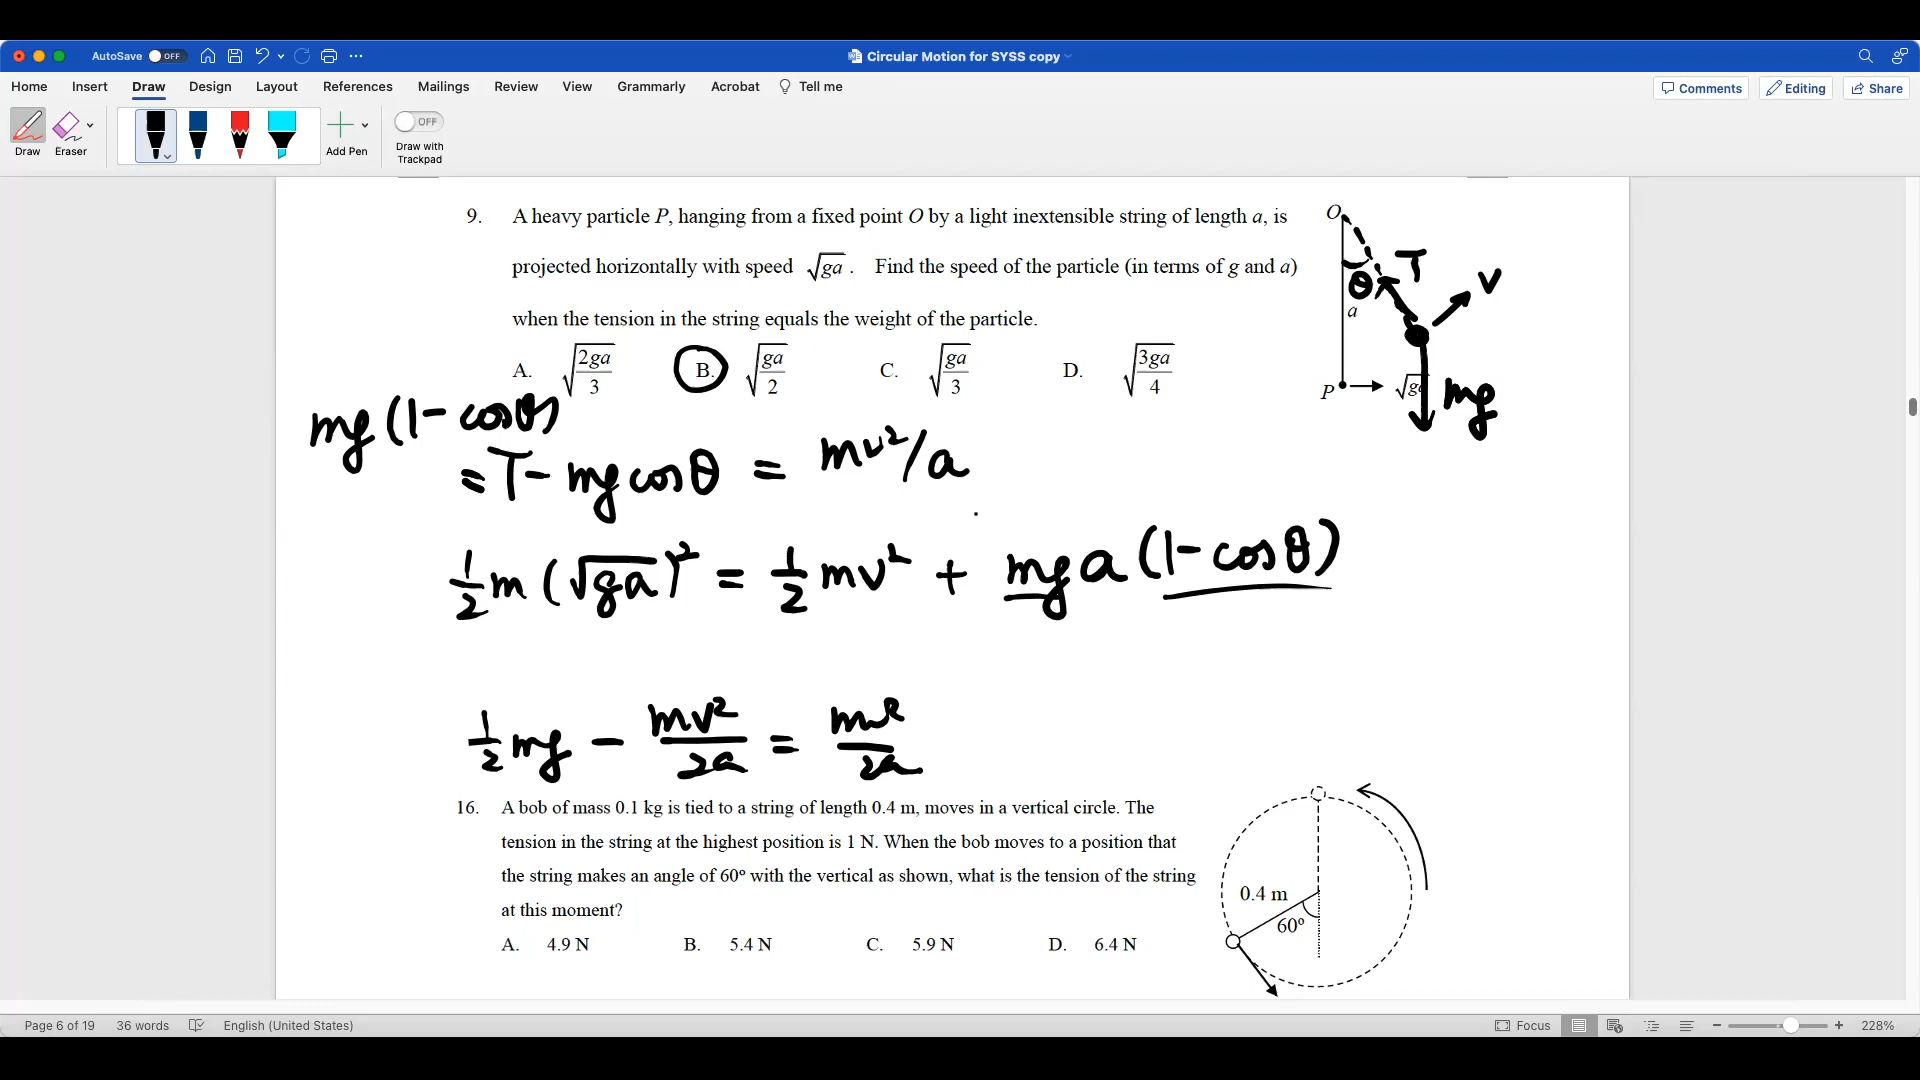 AutoSave OFF
Circular Motion for SYSS copy
Home Insert Draw Design Layout References Mailings Review View Grammarly Acrobat Tell me
Comments Editing Share
Draw Eraser Add Pen OFF Draw with Trackpad
9. A heavy particle P, hanging from a fixed point O by a light inextensible string of length a, is
projected horizontally with speed √ga. Find the speed of the particle (in terms of g and a)
when the tension in the string equals the weight of the particle.
A. √(2ga/3) B. √(ga/2) C. √(ga/3) D. √(3ga/4)
O
T
θ
v
a
P
mg
mg(1-cosθ)
= T - mg cosθ = mv²/a
½m(√ga)² = ½mv² + mga(1-cosθ)
½mg - mv²/2a =
16. A bob of mass 0.1 kg is tied to a string of length 0.4 m, moves in a vertical circle. The
tension in the string at the highest position is 1 N. When the bob moves to a position that
the string makes an angle of 60º with the vertical as shown, what is the tension of the string
at this moment?
A. 4.9 N B. 5.4 N C. 5.9 N D. 6.4 N
0.4 m
60º
Page 6 of 19 36 words English (United States) Focus 228%